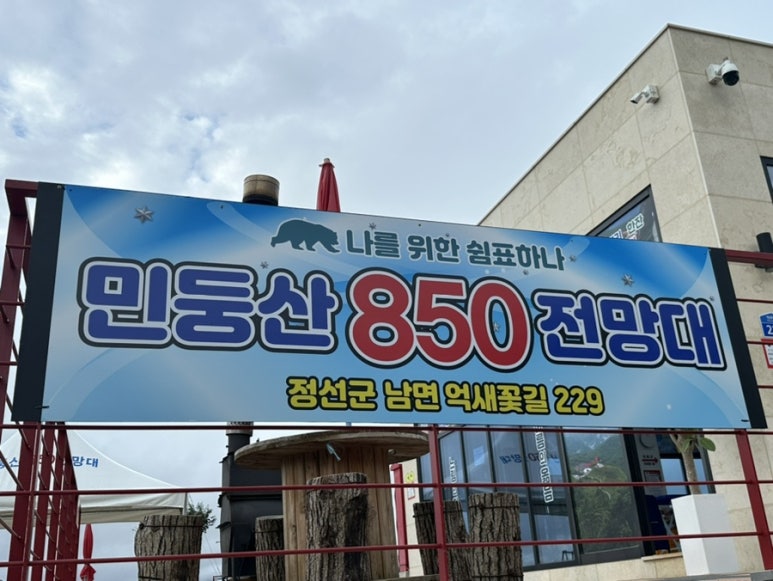 나를 위한 쉼표하나
민둥산 850 전망대
정선군 남면 억새꽃길 229